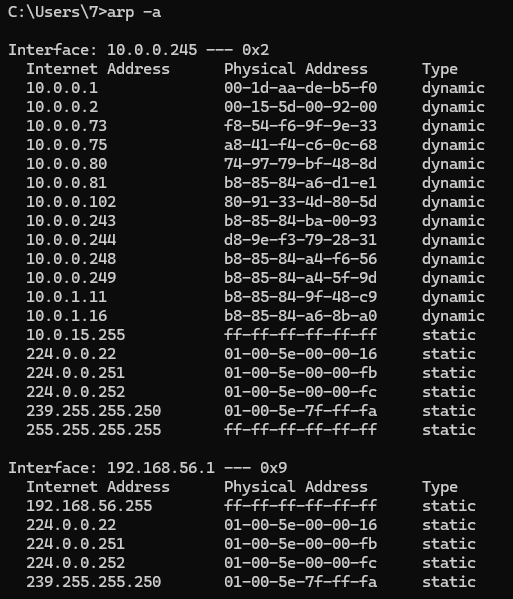 C:\Users\7>arp -a
Interface: 10.0.0.245 --- 0x2
Internet Address Physical Address Type
10.0.0.1 00-1d-aa-de-b5-f0 dynamic
10.0.0.2 00-15-5d-00-92-00 dynamic
10.0.0.73 f8-54-f6-9f-9e-33 dynamic
10.0.0.75 a8-41-f4-c6-0c-68 dynamic
10.0.0.80 74-97-79-bf-48-8d dynamic
10.0.0.81 b8-85-84-a6-d1-e1 dynamic
10.0.0.102 80-91-33-4d-80-5d dynamic
10.0.0.243 b8-85-84-ba-00-93 dynamic
10.0.0.244 d8-9e-f3-79-28-31 dynamic
10.0.0.248 b8-85-84-a4-f6-56 dynamic
10.0.0.249 b8-85-84-a4-5f-9d dynamic
10.0.1.11 b8-85-84-9f-48-c9 dynamic
10.0.1.16 b8-85-84-a6-8b-a0 dynamic
10.0.15.255 ff-ff-ff-ff-ff-ff static
224.0.0.22 01-00-5e-00-00-16 static
224.0.0.251 01-00-5e-00-00-fb static
224.0.0.252 01-00-5e-00-00-fc static
239.255.255.250 01-00-5e-7f-ff-fa static
255.255.255.255 ff-ff-ff-ff-ff-ff static
Interface: 192.168.56.1 --- 0x9
Internet Address Physical Address Type
192.168.56.255 ff-ff-ff-ff-ff-ff static
224.0.0.22 01-00-5e-00-00-16 static
224.0.0.251 01-00-5e-00-00-fb static
224.0.0.252 01-00-5e-00-00-fc static
239.255.255.250 01-00-5e-7f-ff-fa static